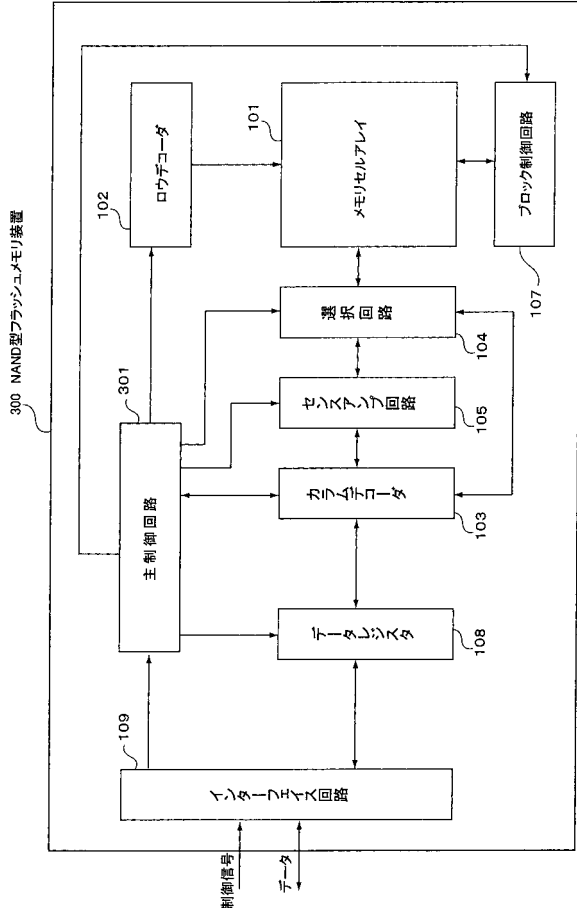 300 NAND型フラッシュメモリ装置
301
主制御回路
102
ロウデコーダ
101
メモリセルアレイ
107
ブロック制御回路
104
選択回路
105
センスアンプ回路
103
カラムデコーダ
108
データレジスタ
109
インターフェイス回路
制御信号
データ